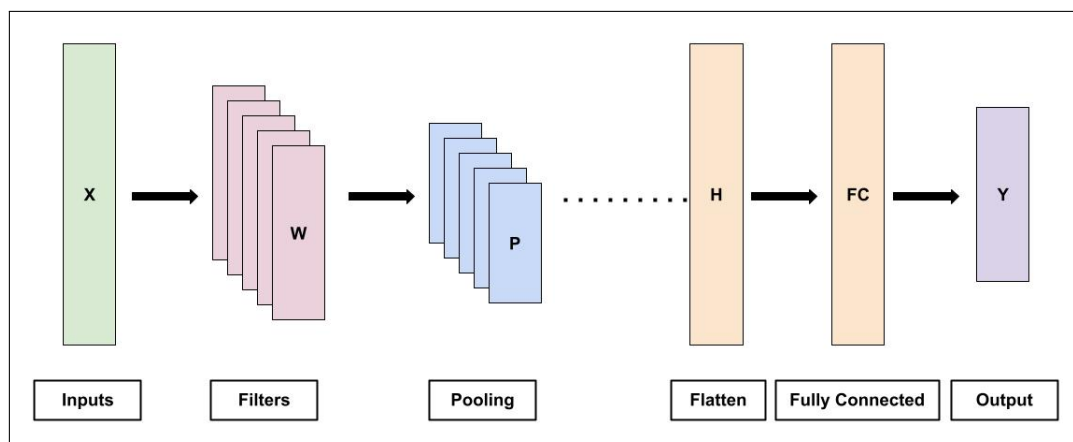 X
W
P
H
FC
Y
Inputs
Filters
Pooling
Flatten
Fully Connected
Output